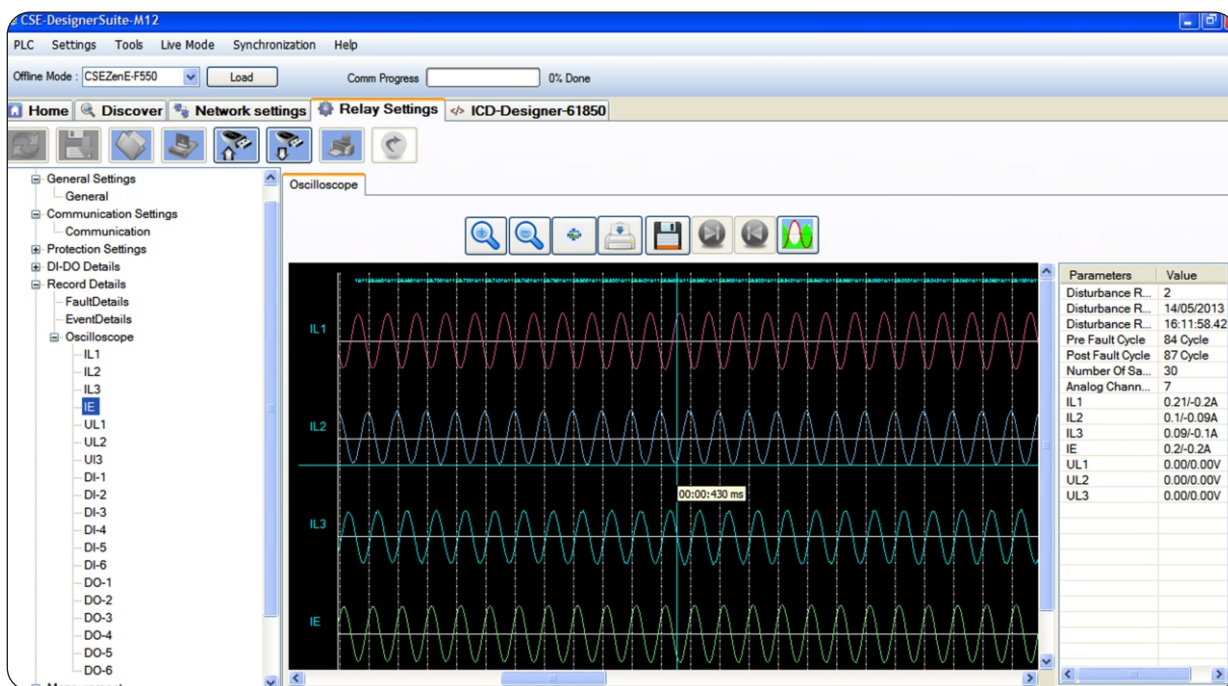 CSE-DesignerSuite-M12
PLC Settings Tools Live Mode Synchronization Help
Offline Mode : CSEZenE-F550 Load Comm Progress 0% Done
Home Discover Network settings Relay Settings </> ICD-Designer-61850
General Settings
General
Communication Settings
Communication
Protection Settings
DI-DO Details
Record Details
FaultDetails
EventDetails
Oscilloscope
IL1
IL2
IL3
IE
UL1
UL2
Ul3
DI-1
DI-2
DI-3
DI-4
DI-5
DI-6
DO-1
DO-2
DO-3
DO-4
DO-5
DO-6
Oscilloscope
IL1
IL2
00:00:430 ms
IL3
IE
Parameters Value
Disturbance R... 2
Disturbance R... 14/05/2013
Disturbance R... 16:11:58.42
Pre Fault Cycle 84 Cycle
Post Fault Cycle 87 Cycle
Number Of Sa... 30
Analog Chann... 7
IL1 0.21/-0.2A
IL2 0.1/-0.09A
IL3 0.09/-0.1A
IE 0.2/-0.2A
UL1 0.00/0.00V
UL2 0.00/0.00V
UL3 0.00/0.00V